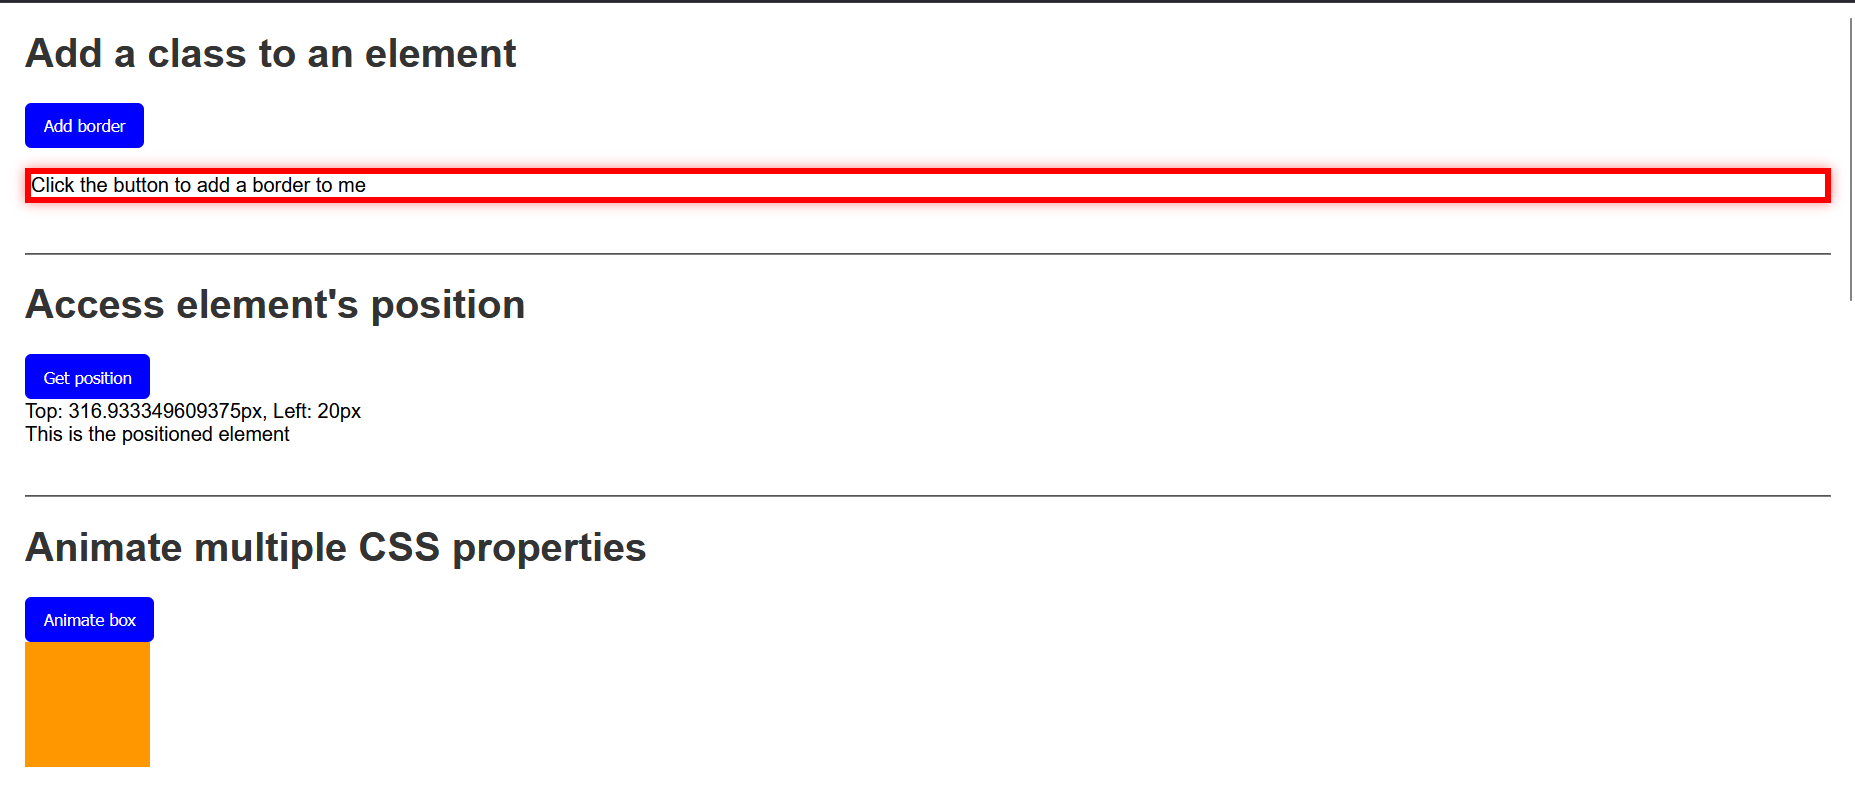 Add a class to an element
Add border
Click the button to add a border to me
Access element's position
Get position
Top: 316.933349609375px, Left: 20px
This is the positioned element
Animate multiple CSS properties
Animate box